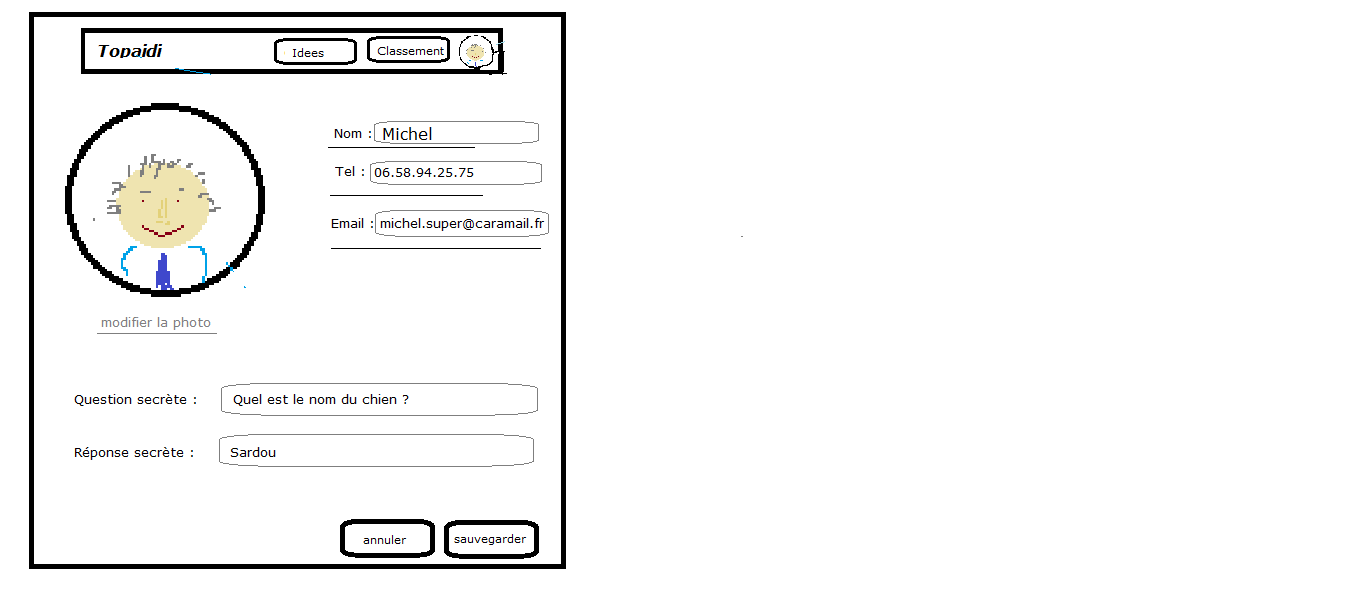 Topaidi
Idees
Classement
Nom : Michel
Tel : 06.58.94.25.75
Email : michel.super@caramail.fr
modifier la photo
Question secrète : Quel est le nom du chien ?
Réponse secrète : Sardou
annuler
sauvegarder